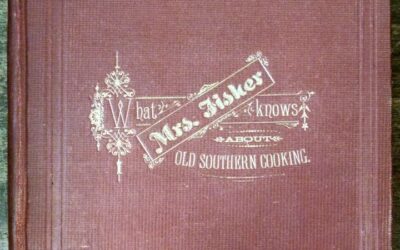 What Mrs. Fisher knows
ABOUT
OLD SOUTHERN COOKING.